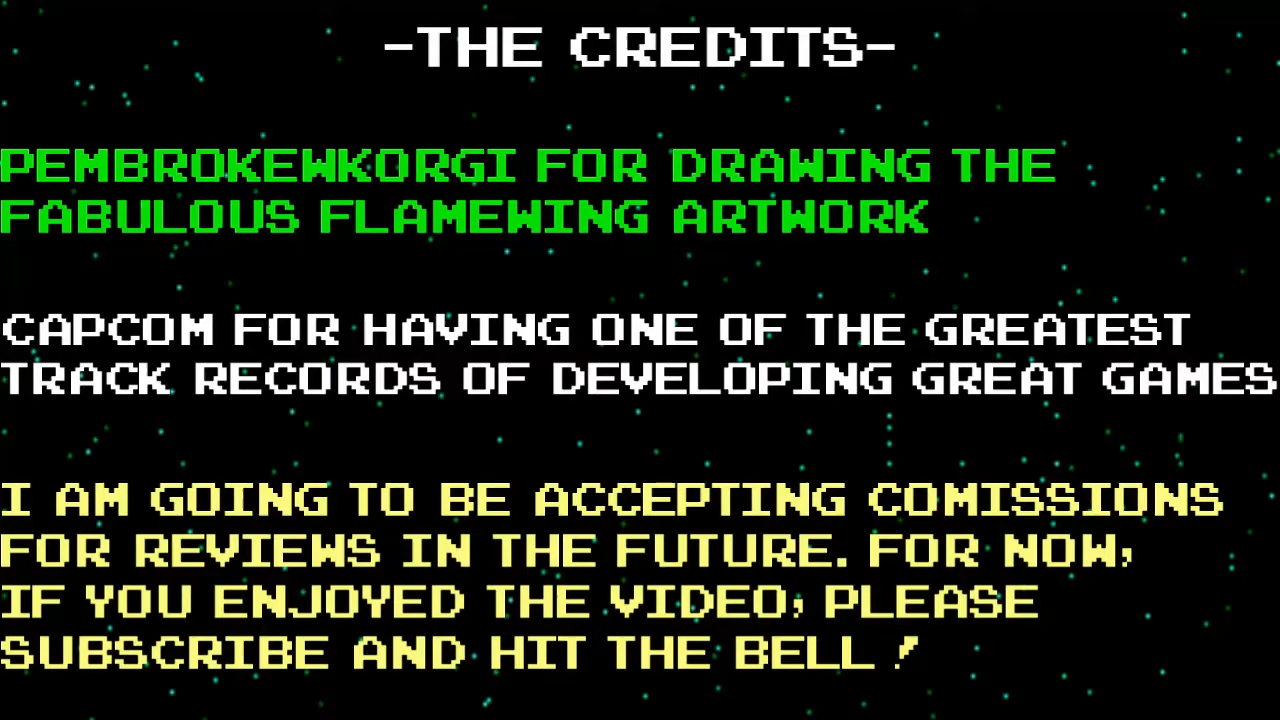 -THE CREDITS-
PEMBROKEWKORGI FOR DRAWING THE
FABULOUS FLAMEWING ARTWORK
CAPCOM FOR HAVING ONE OF THE GREATEST
TRACK RECORDS OF DEVELOPING GREAT GAMES
I AM GOING TO BE ACCEPTING COMISSIONS
FOR REVIEWS IN THE FUTURE. FOR NOW,
IF YOU ENJOYED THE VIDEO, PLEASE
SUBSCRIBE AND HIT THE BELL !